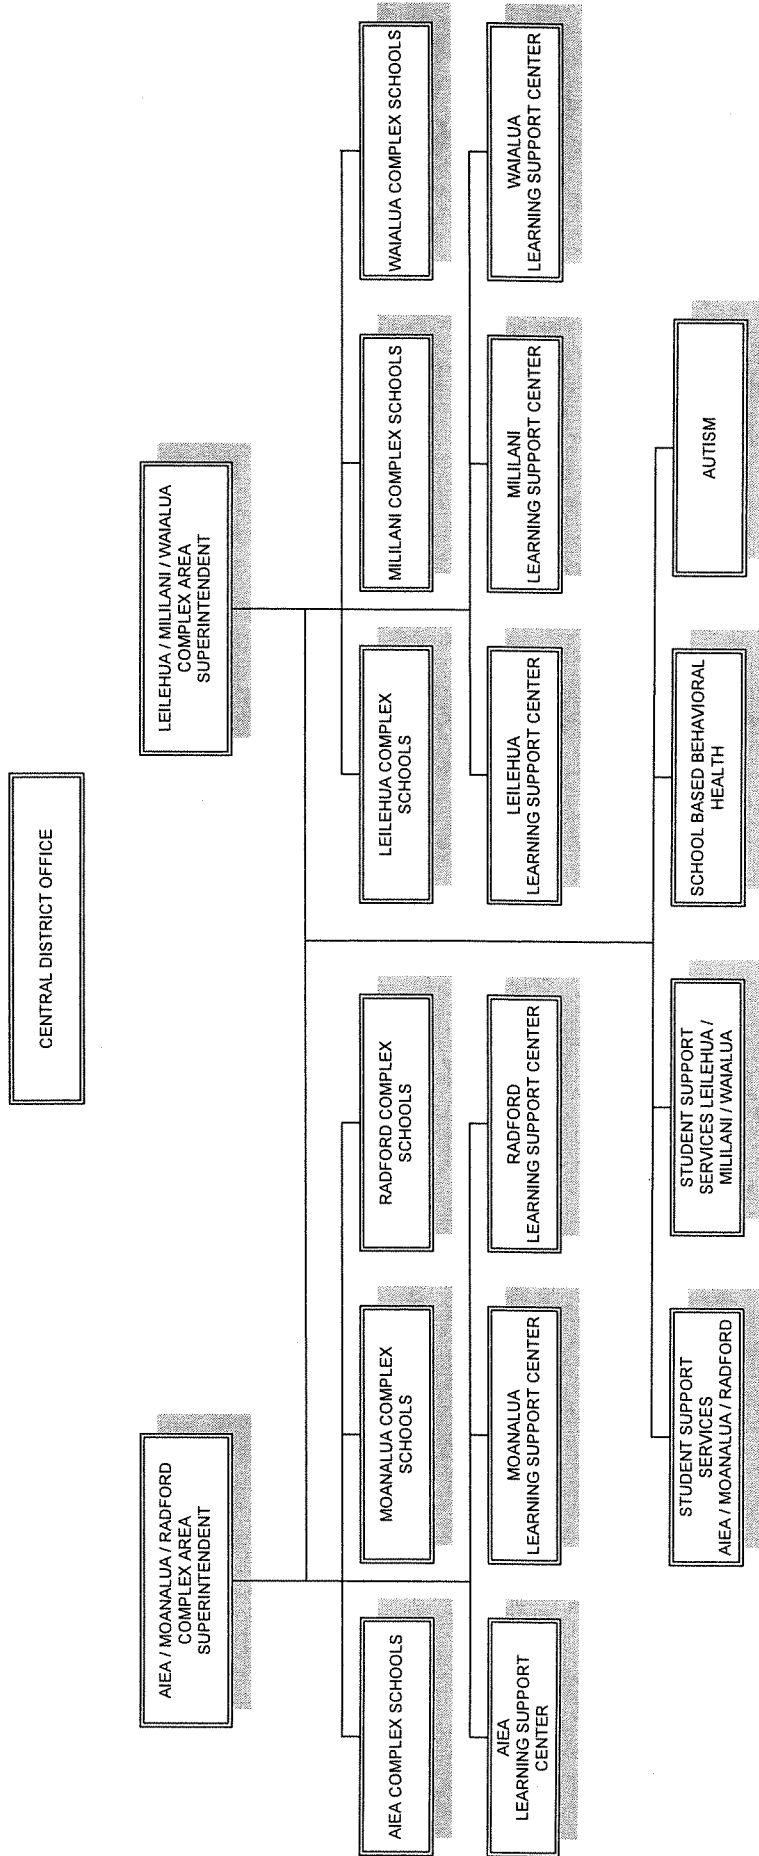 CENTRAL DISTRICT OFFICE
AIEA / MOANALUA / RADFORD
COMPLEX AREA
SUPERINTENDENT
LEILEHUA / MILILANI / WAIALUA
COMPLEX AREA
SUPERINTENDENT
AIEA COMPLEX SCHOOLS
MOANALUA COMPLEX
SCHOOLS
RADFORD COMPLEX
SCHOOLS
LEILEHUA COMPLEX
SCHOOLS
MILILANI COMPLEX SCHOOLS
WAIALUA COMPLEX SCHOOLS
AIEA
LEARNING SUPPORT
CENTER
MOANALUA
LEARNING SUPPORT CENTER
RADFORD
LEARNING SUPPORT CENTER
LEILEHUA
LEARNING SUPPORT CENTER
MILILANI
LEARNING SUPPORT CENTER
WAIALUA
LEARNING SUPPORT CENTER
STUDENT SUPPORT
SERVICES
AIEA / MOANALUA / RADFORD
STUDENT SUPPORT
SERVICES LEILEHUA /
MILILANI / WAIALUA
SCHOOL BASED BEHAVIORAL
HEALTH
AUTISM